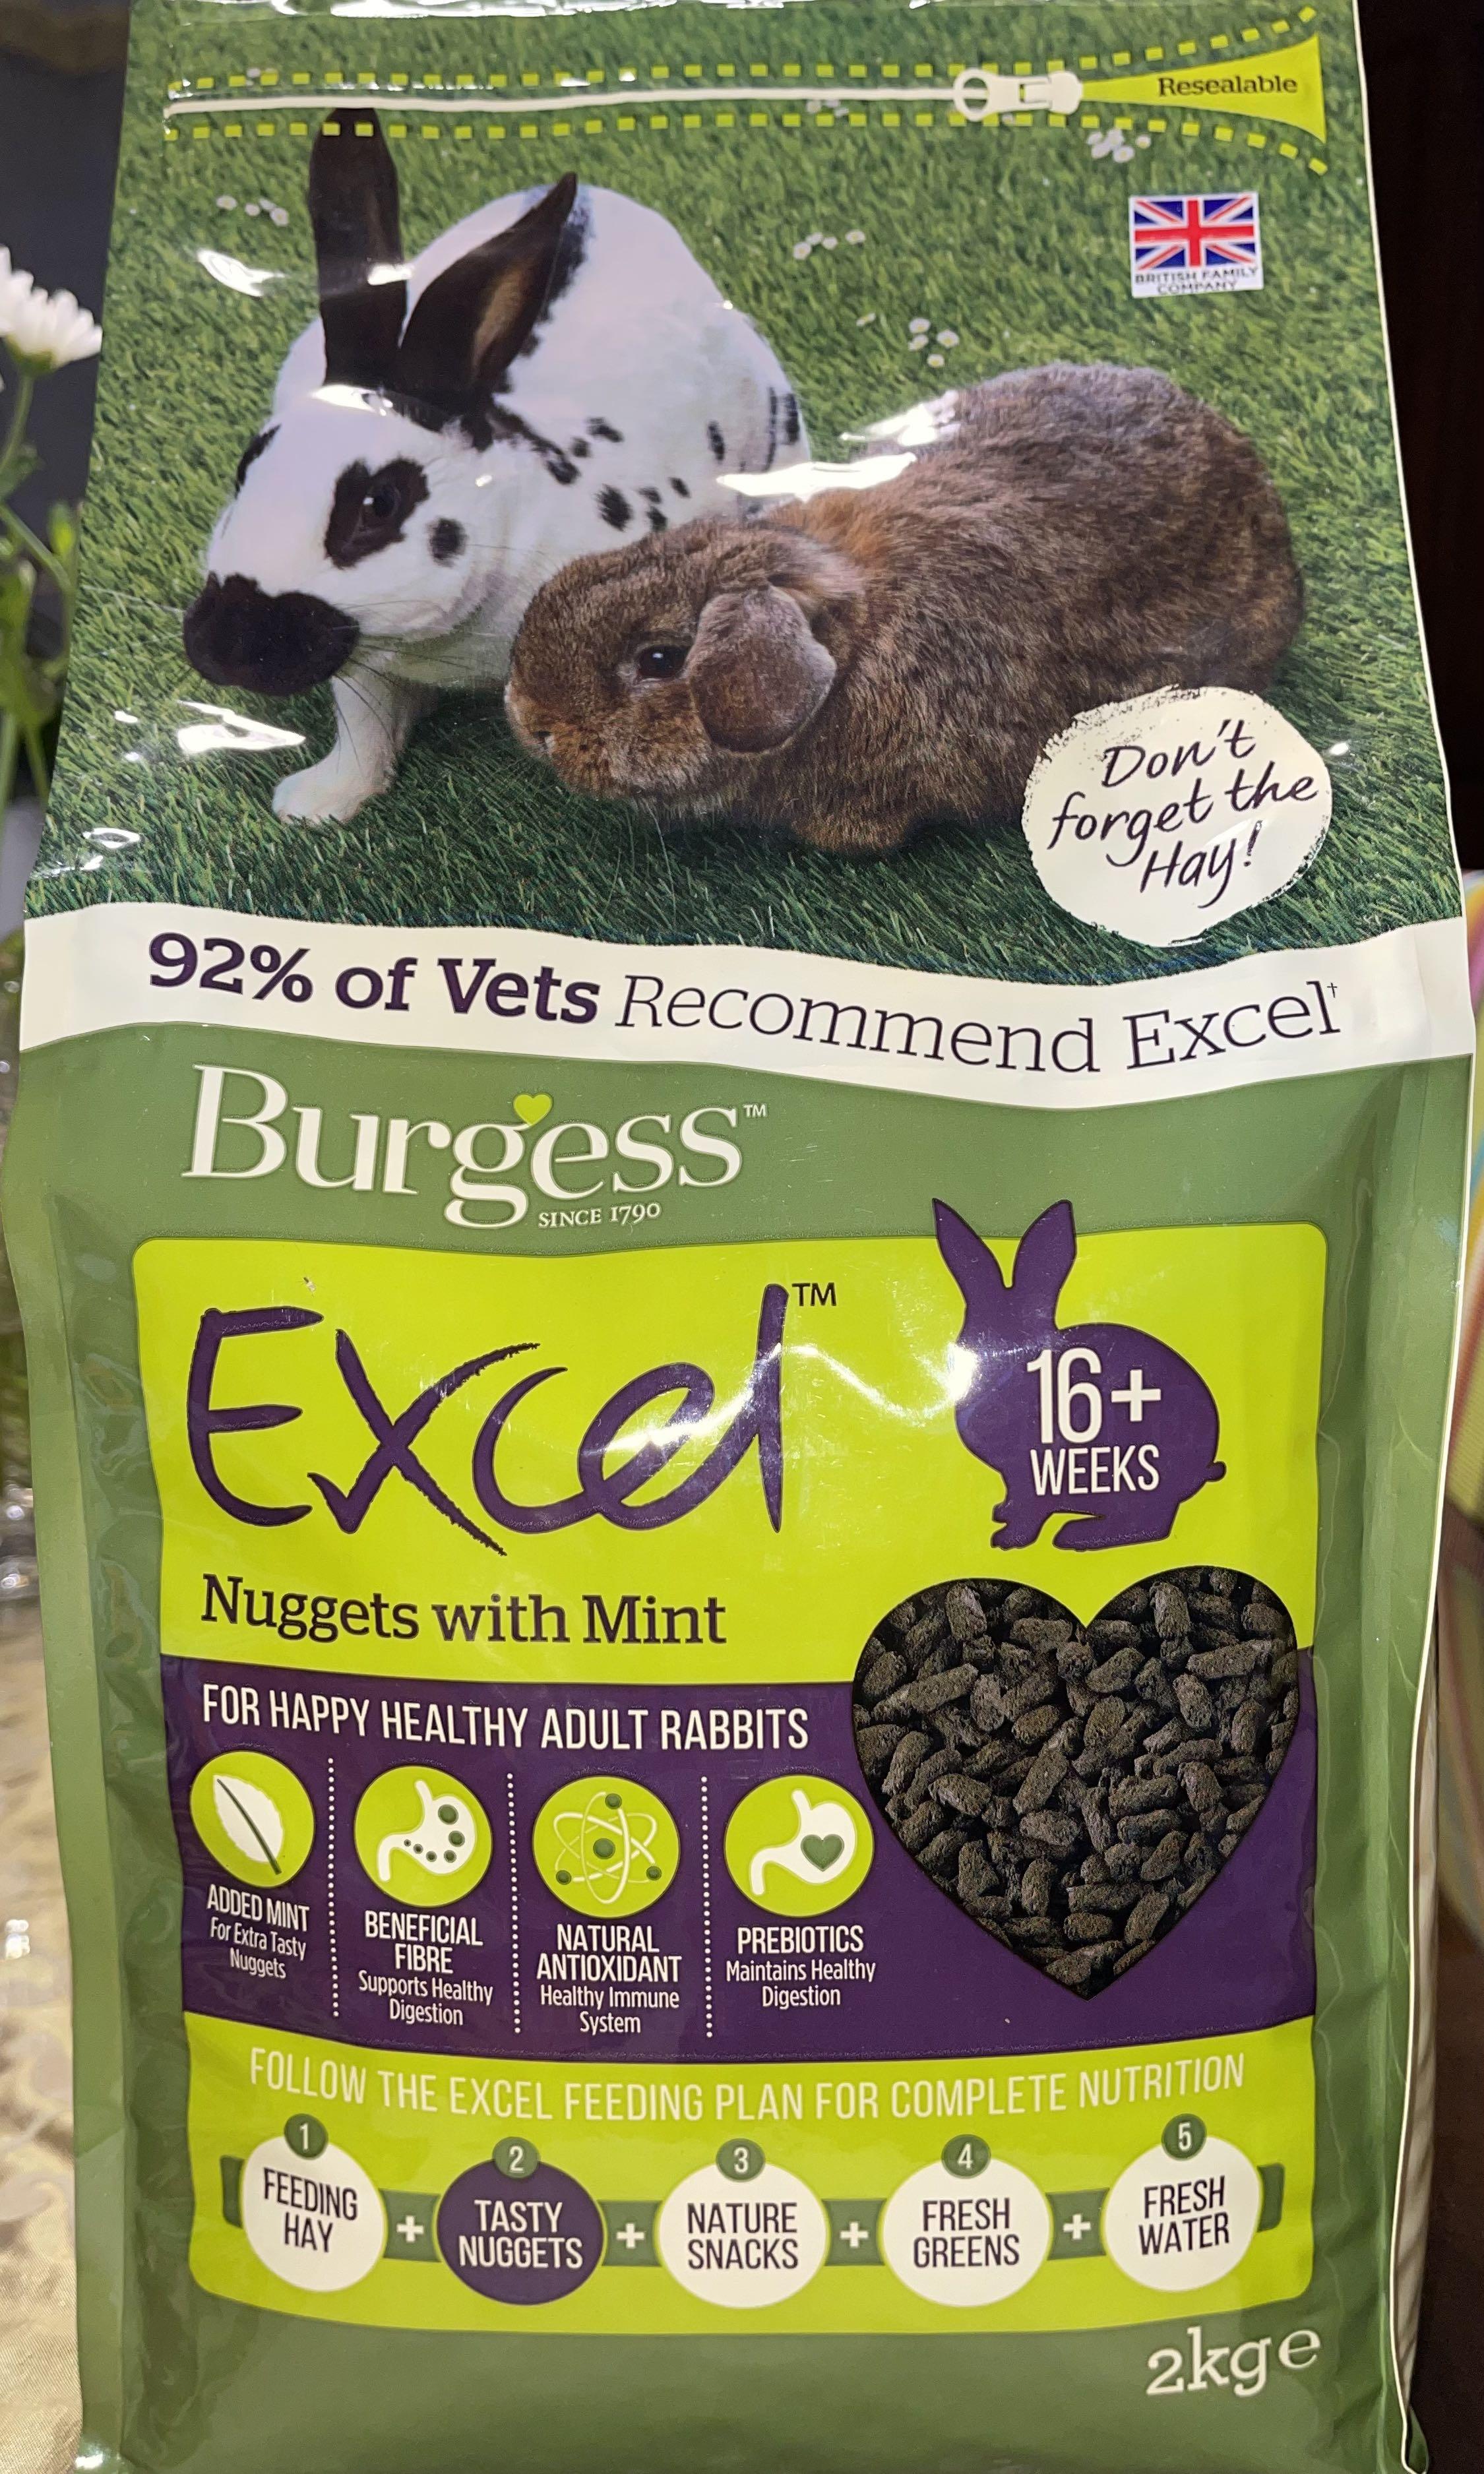 Resealable
BRITISH FAMILY
COMPANY
Don't
forget the
Hay!
92% of Vets Recommend Excel†
Burgess™
SINCE 1790
Excel™
16+
WEEKS
Nuggets with Mint
FOR HAPPY HEALTHY ADULT RABBITS
ADDED MINT
For Extra Tasty
Nuggets
BENEFICIAL
FIBRE
Supports Healthy
Digestion
NATURAL
ANTIOXIDANT
Healthy Immune
System
PREBIOTICS
Maintains Healthy
Digestion
FOLLOW THE EXCEL FEEDING PLAN FOR COMPLETE NUTRITION
1
FEEDING
HAY
+
2
TASTY
NUGGETS
+
3
NATURE
SNACKS
+
4
FRESH
GREENS
+
5
FRESH
WATER
2kg e